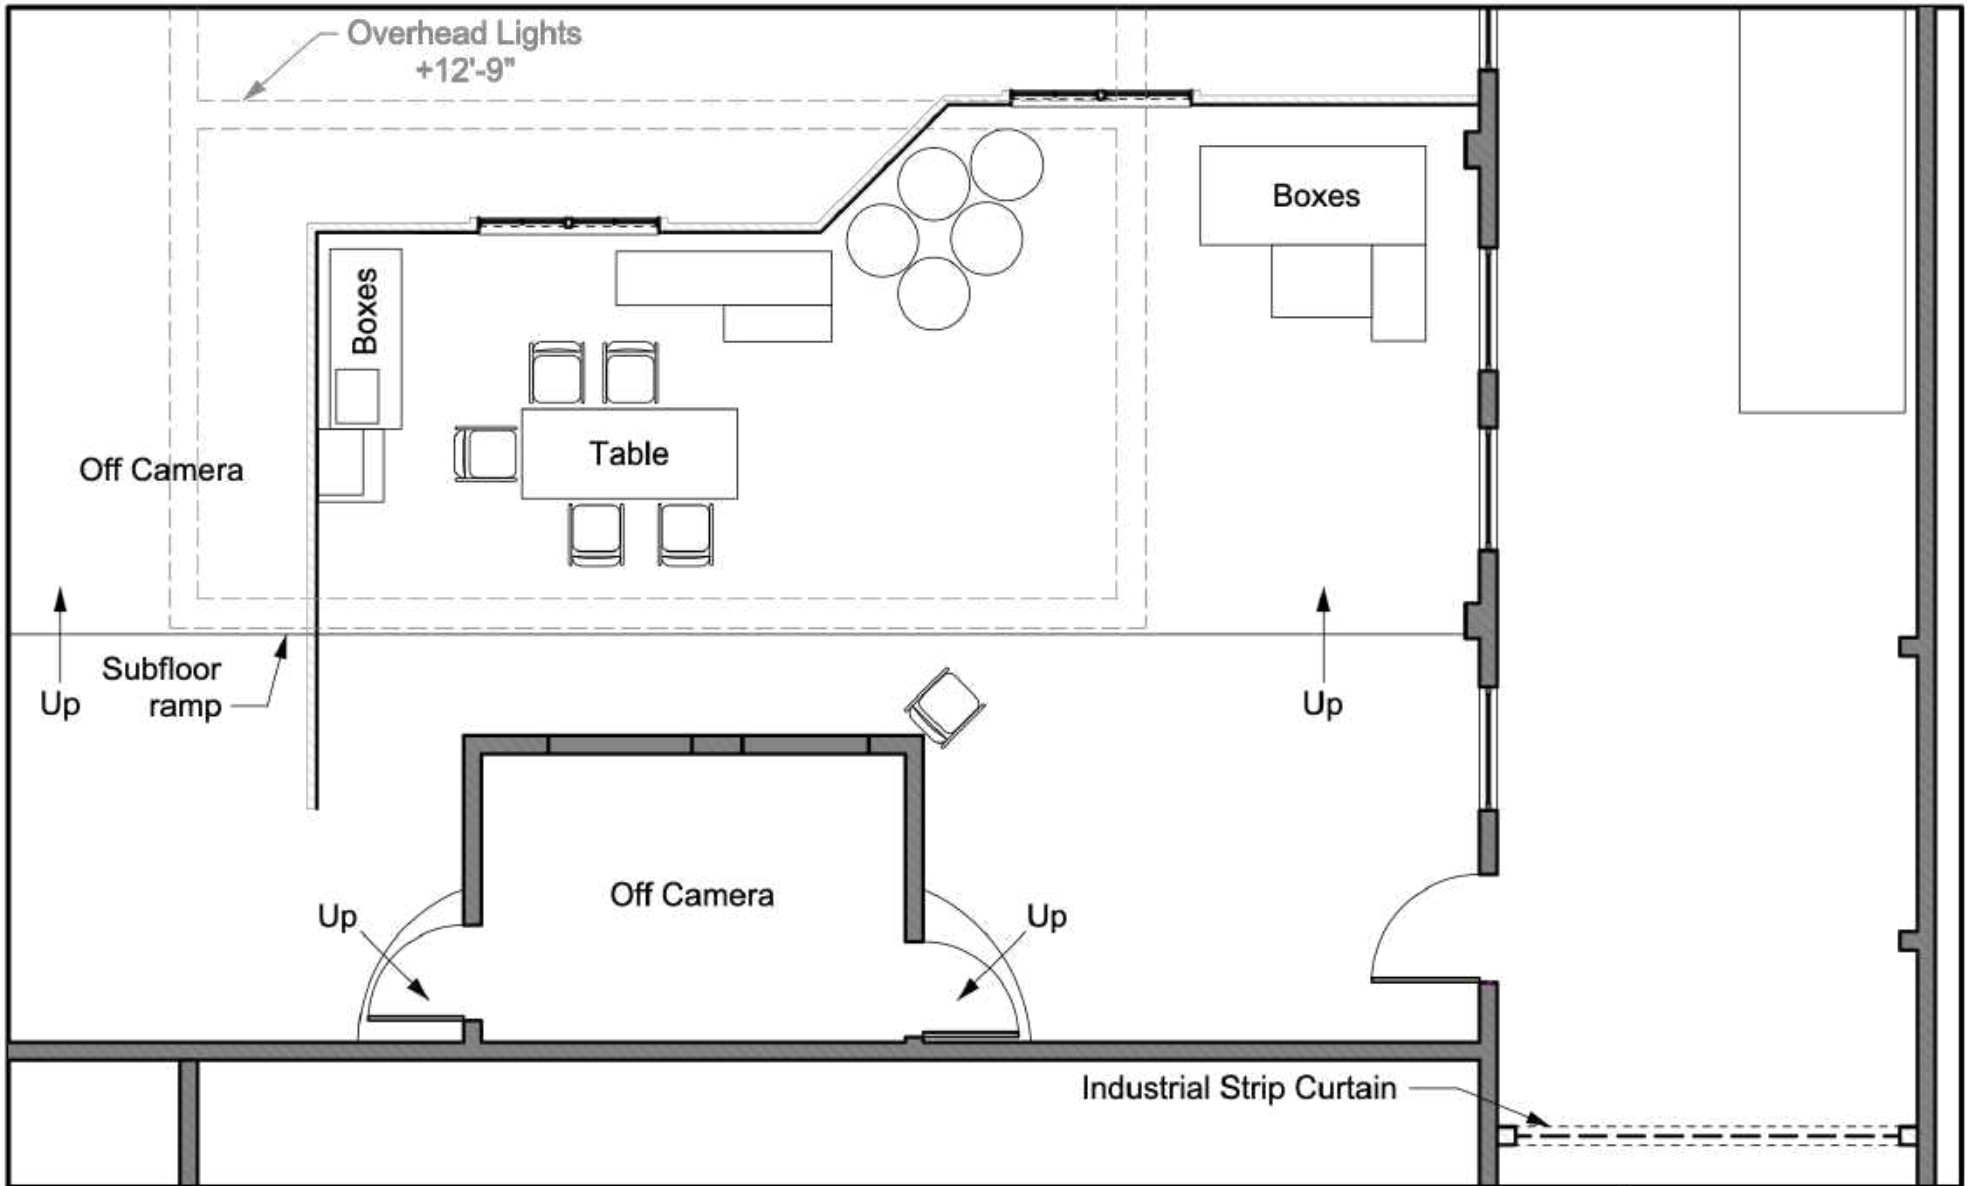 Overhead Lights
+12'-9"
Boxes
Boxes
Table
Off Camera
Subfloor
ramp
Up
Up
Off Camera
Up
Up
Industrial Strip Curtain